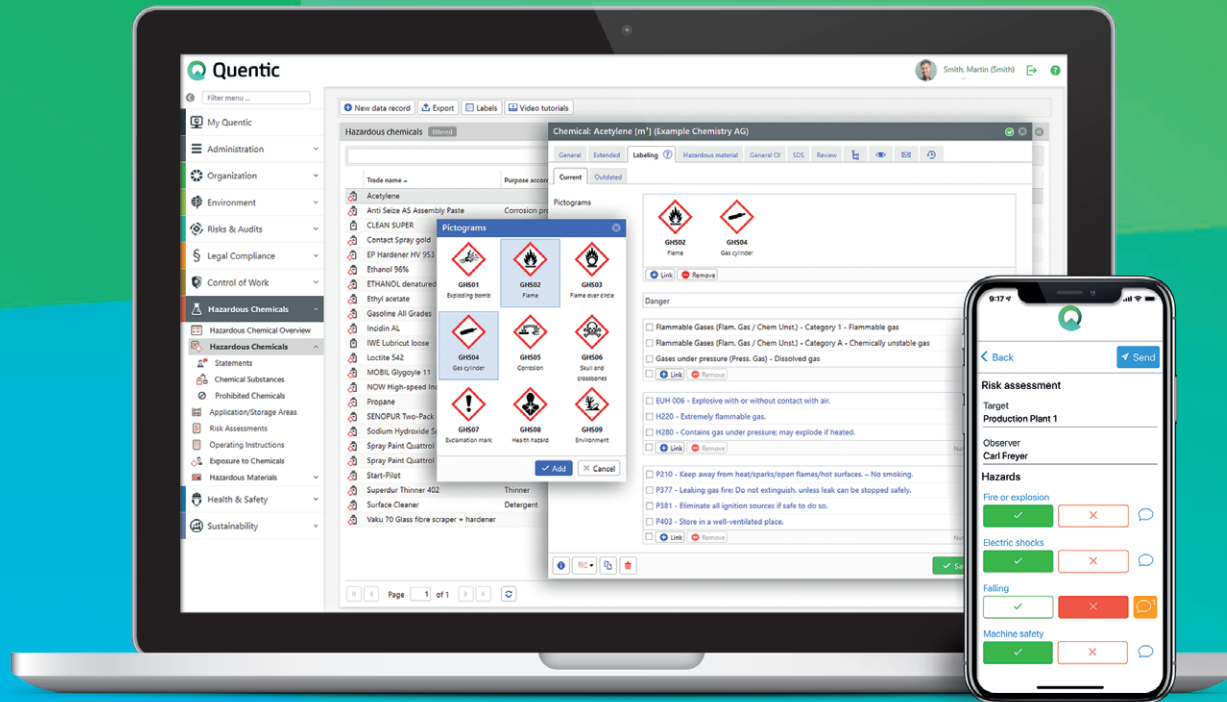 Quentic
Smith, Martin (Smith)
Filter menu ...
My Quentic
Administration
Organization
Environment
Risks & Audits
Legal Compliance
Control of Work
Hazardous Chemicals
Hazardous Chemical Overview
Hazardous Chemicals
Statements
Chemical Substances
Prohibited Chemicals
Application/Storage Areas
Risk Assessments
Operating Instructions
Exposure to Chemicals
Hazardous Materials
Health & Safety
Sustainability
New data record Export Labels Video tutorials
Hazardous chemicals filtered
Trade name Purpose accord
Acetylene
Anti Seize AS Assembly Paste Corrosion pr
CLEAN SUPER
Contact Spray gold
EP Hardener HV 953
Ethanol 96%
ETHANOL denatured
Ethyl acetate
Gasoline All Grades
Incidin AL
IWE Lubricut loose
Loctite 542
MOBIL Glygoyle 11
NOW High-speed In
Propane
SENOPUR Two-Pack
Sodium Hydroxide S
Spray Paint Quattrol
Spray Paint Quattrol
Start-Pilot
Superdur Thinner 402 Thinner
Surface Cleaner Detergent
Vaku 70 Glass fibre scraper + hardener
Page 1 of 1
Pictograms
GHS01 GHS02 GHS03
Exploding bomb Flame Flame over circle
GHS04 GHS05 GHS06
Gas cylinder Corrosion Skull and
crossbones
GHS07 GHS08 GHS09
Exclamation mark Health hazard Environment
Add Cancel
Chemical: Acetylene [m³] (Example Chemistry AG)
General Extended Labeling Hazardous material General CII SDS Review
Current Outdated
Pictograms
GHS02 GHS04
Flame Gas cylinder
Link Remove
Danger
Flammable Gases (Flam. Gas / Chem Unst.) - Category 1 - Flammable gas
Flammable Gases (Flam. Gas / Chem Unst.) - Category A - Chemically unstable gas
Gases under pressure (Press. Gas) - Dissolved gas
Link Remove
EUH 006 - Explosive with or without contact with air.
H220 - Extremely flammable gas.
H280 - Contains gas under pressure; may explode if heated.
Link Remove
P210 - Keep away from heat/sparks/open flames/hot surfaces. – No smoking.
P377 - Leaking gas fire: Do not extinguish, unless leak can be stopped safely.
P381 - Eliminate all ignition sources if safe to do so.
P403 - Store in a well-ventilated place.
Link Remove
9:17
Back Send
Risk assessment
Target
Production Plant 1
Observer
Carl Freyer
Hazards
Fire or explosion
Electric shocks
Falling
1
Machine safety